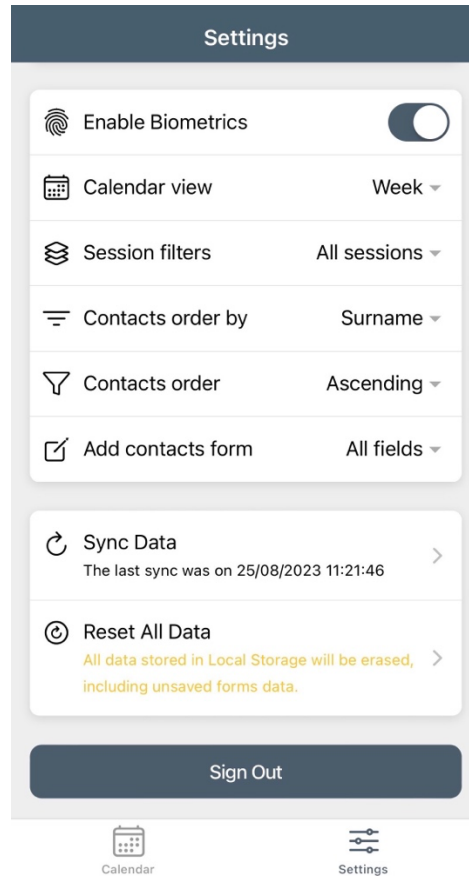 Settings
Enable Biometrics
Calendar view Week
Session filters All sessions
Contacts order by Surname
Contacts order Ascending
Add contacts form All fields
Sync Data
The last sync was on 25/08/2023 11:21:46
Reset All Data
All data stored in Local Storage will be erased,
including unsaved forms data.
Sign Out
Calendar Settings